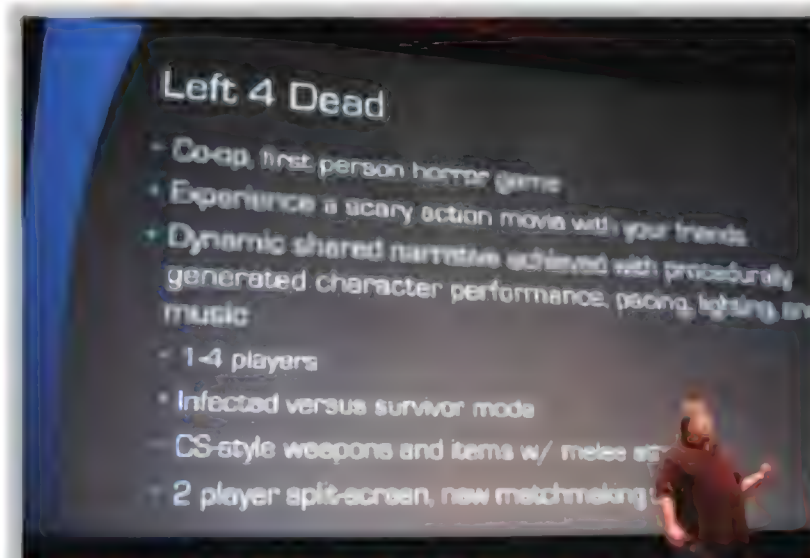 Left 4 Dead
- Co-op, first person horror game
• Experience a scary action movie with your friends
• Dynamic shared narrative achieved with procedurally
generated character performance, pacing, lighting, and
music
- 1-4 players
• Infected versus survivor mode
- CS-style weapons and items w/ melee
- 2 player split-screen, new matchmaking